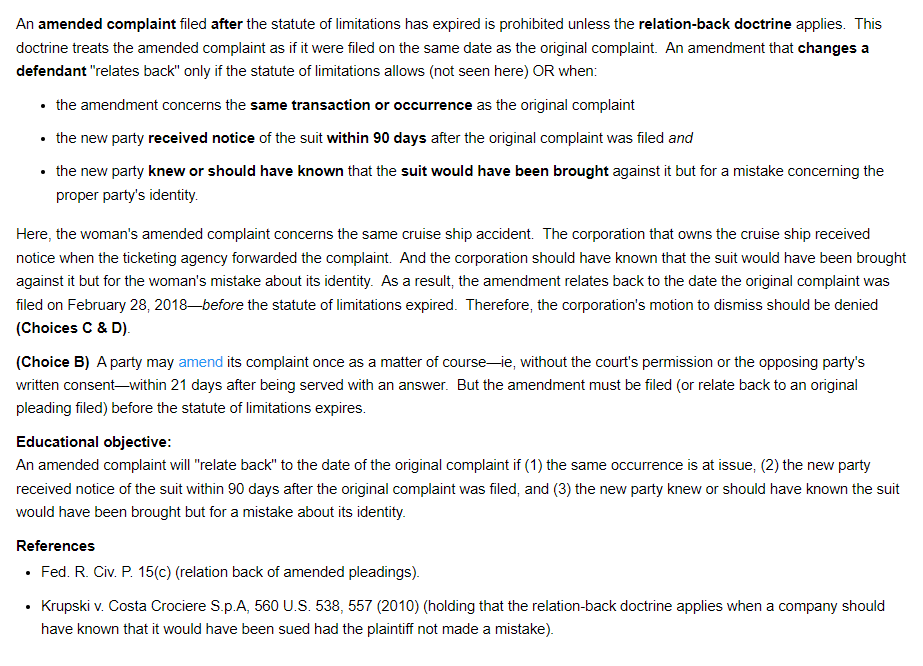 An amended complaint filed after the statute of limitations has expired is prohibited unless the relation-back doctrine applies.  This
doctrine treats the amended complaint as if it were filed on the same date as the original complaint.  An amendment that changes a
defendant "relates back" only if the statute of limitations allows (not seen here) OR when:
• the amendment concerns the same transaction or occurrence as the original complaint
• the new party received notice of the suit within 90 days after the original complaint was filed and
• the new party knew or should have known that the suit would have been brought against it but for a mistake concerning the
proper party's identity.
Here, the woman's amended complaint concerns the same cruise ship accident.  The corporation that owns the cruise ship received
notice when the ticketing agency forwarded the complaint.  And the corporation should have known that the suit would have been brought
against it but for the woman's mistake about its identity.  As a result, the amendment relates back to the date the original complaint was
filed on February 28, 2018—before the statute of limitations expired.  Therefore, the corporation's motion to dismiss should be denied
(Choices C & D).
(Choice B)  A party may amend its complaint once as a matter of course—ie, without the court's permission or the opposing party's
written consent—within 21 days after being served with an answer.  But the amendment must be filed (or relate back to an original
pleading filed) before the statute of limitations expires.
Educational objective:
An amended complaint will "relate back" to the date of the original complaint if (1) the same occurrence is at issue, (2) the new party
received notice of the suit within 90 days after the original complaint was filed, and (3) the new party knew or should have known the suit
would have been brought but for a mistake about its identity.
References
• Fed. R. Civ. P. 15(c) (relation back of amended pleadings).
• Krupski v. Costa Crociere S.p.A, 560 U.S. 538, 557 (2010) (holding that the relation-back doctrine applies when a company should
have known that it would have been sued had the plaintiff not made a mistake).